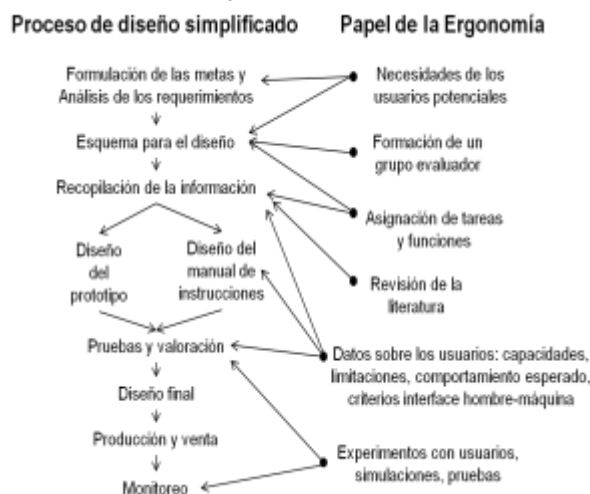 Proceso de diseño simplificado
Papel de la Ergonomía
Formulación de las metas y
Análisis de los requerimientos
Esquema para el diseño
Recopilación de la información
Diseño
del
prototipo
Diseño del
manual de
instrucciones
Pruebas y valoración
Diseño final
Producción y venta
Monitoreo
Necesidades de los
usuarios potenciales
Formación de un
grupo evaluador
Asignación de tareas
y funciones
Revisión de la
literatura
Datos sobre los usuarios: capacidades,
limitaciones, comportamiento esperado,
criterios interface hombre-máquina
Experimentos con usuarios,
simulaciones, pruebas